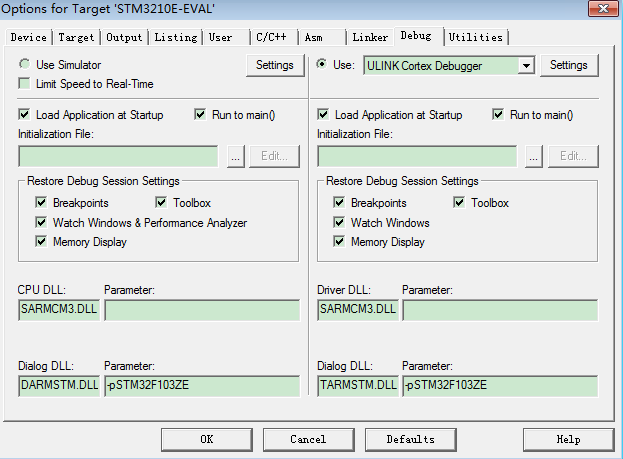 Options for Target 'STM3210E-EVAL'
Device Target Output Listing User C/C++ Asm Linker Debug Utilities
Use Simulator Settings
Limit Speed to Real-Time
Use: ULINK Cortex Debugger Settings
Load Application at Startup Run to main()
Initialization File:
... Edit...
Restore Debug Session Settings
Breakpoints Toolbox
Watch Windows & Performance Analyzer
Memory Display
CPU DLL: Parameter:
SARMCM3.DLL
Dialog DLL: Parameter:
DARMSTM.DLL -pSTM32F103ZE
Load Application at Startup Run to main()
Initialization File:
... Edit...
Restore Debug Session Settings
Breakpoints Toolbox
Watch Windows
Memory Display
Driver DLL: Parameter:
SARMCM3.DLL
Dialog DLL: Parameter:
TARMSTM.DLL -pSTM32F103ZE
OK Cancel Defaults Help